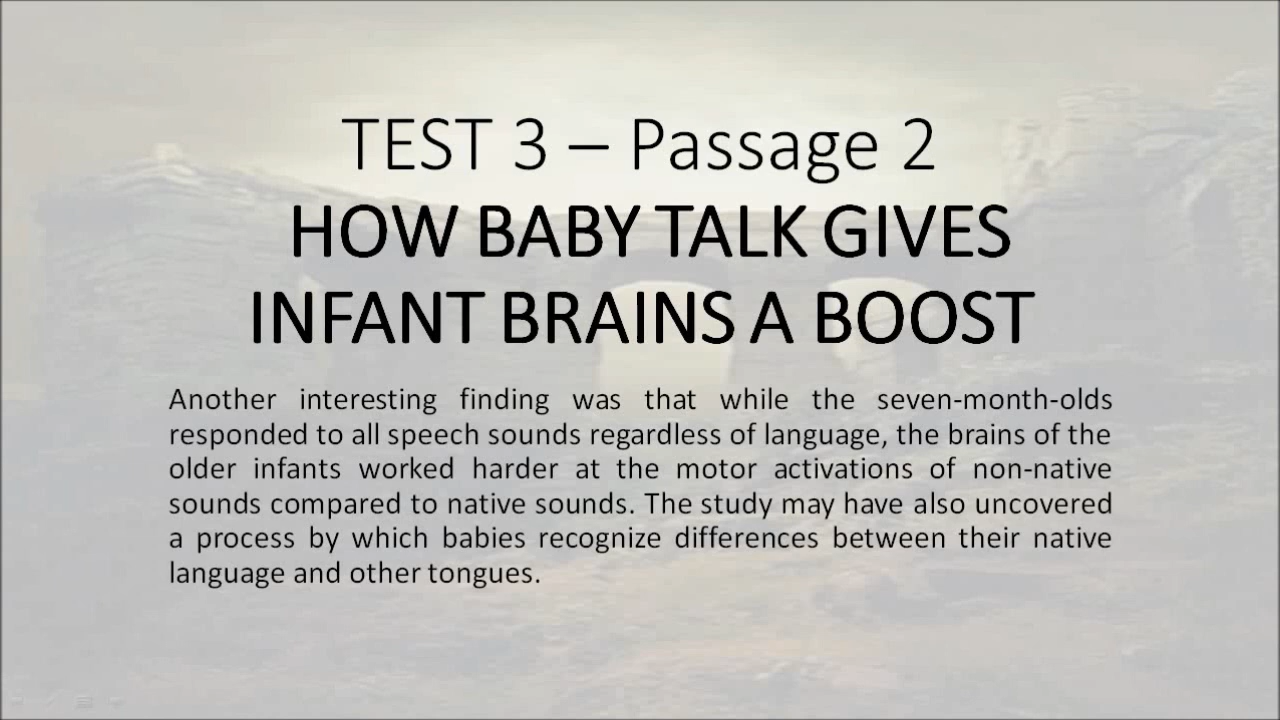 TEST 3 – Passage 2
HOW BABY TALK GIVES
INFANT BRAINS A BOOST
Another interesting finding was that while the seven-month-olds
responded to all speech sounds regardless of language, the brains of the
older infants worked harder at the motor activations of non-native
sounds compared to native sounds. The study may have also uncovered
a process by which babies recognize differences between their native
language and other tongues.